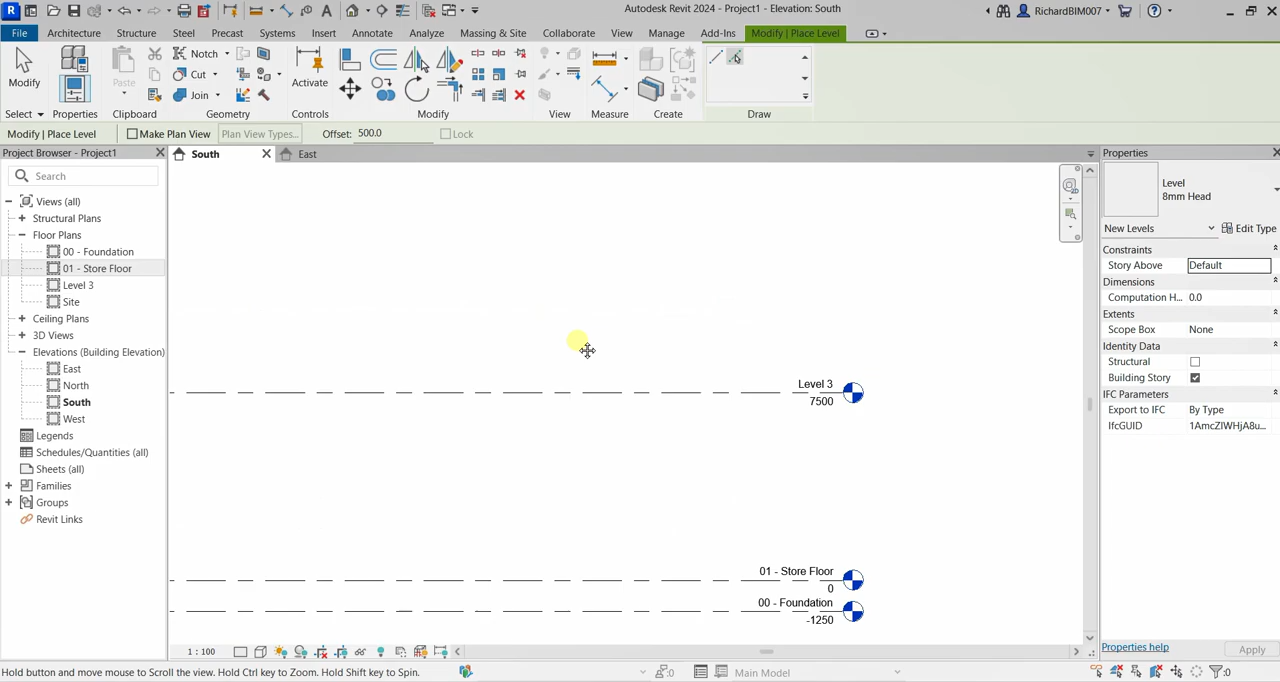 Autodesk Revit 2024 - Project1 - Elevation: South
RichardBIM007
File
Architecture
Structure
Steel
Precast
Systems
Insert
Annotate
Analyze
Massing & Site
Collaborate
View
Manage
Add-Ins
Modify | Place Level
Modify
Paste
Notch
Cut
Join
Activate
Select
Properties
Clipboard
Geometry
Controls
Modify
View
Measure
Create
Draw
Modify | Place Level
Make Plan View
Plan View Types...
Offset: 500.0
Lock
Project Browser - Project1
South
East
Search
Views (all)
Structural Plans
Floor Plans
00 - Foundation
01 - Store Floor
Level 3
Site
Ceiling Plans
3D Views
Elevations (Building Elevation)
East
North
South
West
Legends
Schedules/Quantities (all)
Sheets (all)
Families
Groups
Revit Links
Level 3
7500
01 - Store Floor
0
00 - Foundation
-1250
Properties
Level
8mm Head
New Levels
Edit Type
Constraints
Story Above Default
Dimensions
Computation H... 0.0
Extents
Scope Box None
Identity Data
Structural
Building Story
IFC Parameters
Export to IFC By Type
IfcGUID 1AmcZIWHjA8u...
Properties help
Apply
1 : 100
Hold button and move mouse to Scroll the view. Hold Ctrl key to Zoom. Hold Shift key to Spin.
:0
Main Model
:0